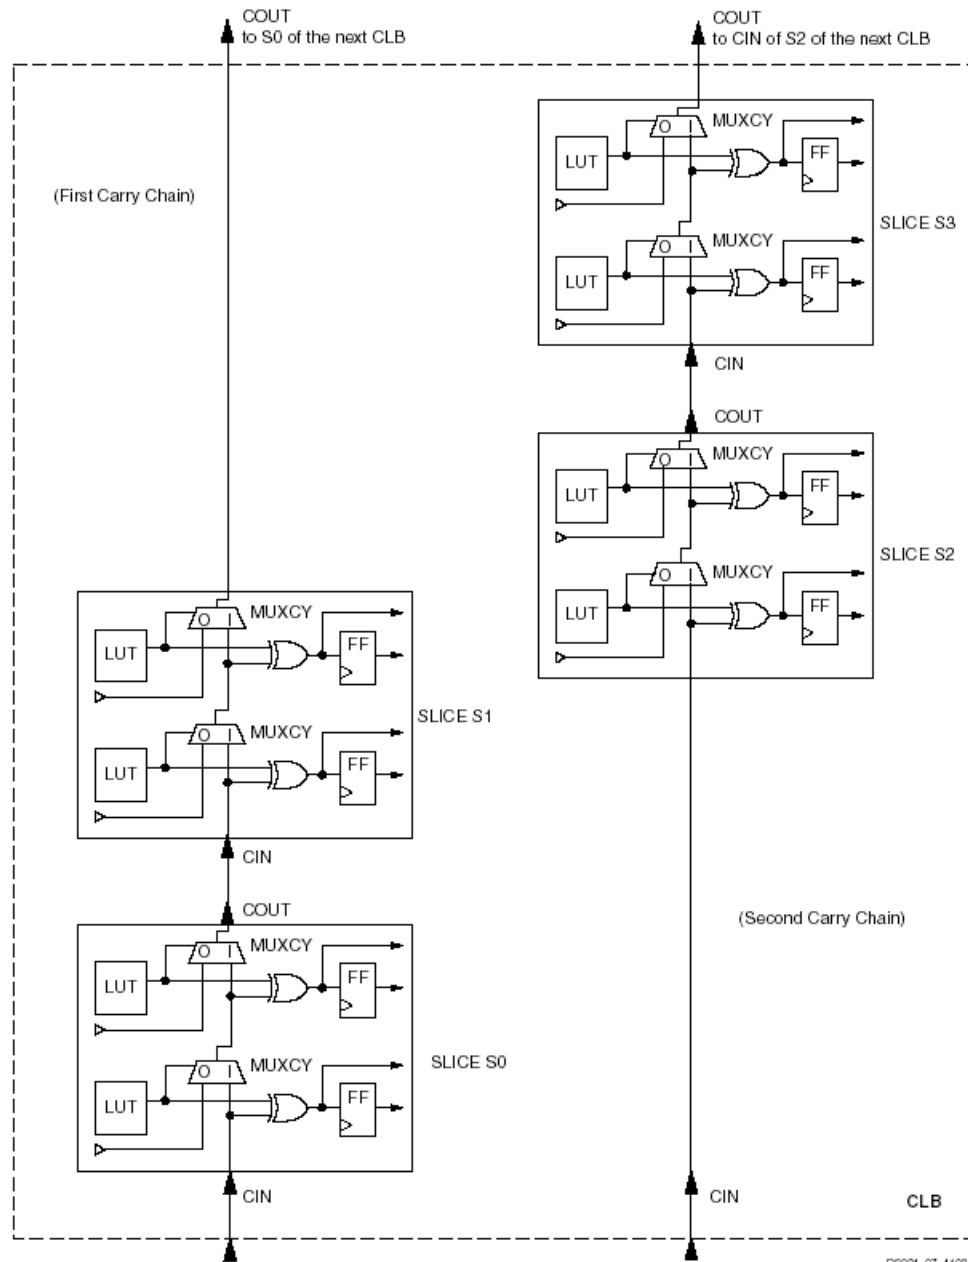 COUT
to S0 of the next CLB
COUT
to CIN of S2 of the next CLB
(First Carry Chain)
O I MUXCY
LUT
FF
SLICE S3
O I MUXCY
LUT
FF
CIN
COUT
O I MUXCY
LUT
FF
SLICE S2
O I MUXCY
LUT
FF
O I MUXCY
LUT
FF
SLICE S1
O I MUXCY
LUT
FF
CIN
COUT
(Second Carry Chain)
O I MUXCY
LUT
FF
SLICE S0
O I MUXCY
LUT
FF
CIN
CIN
CLB